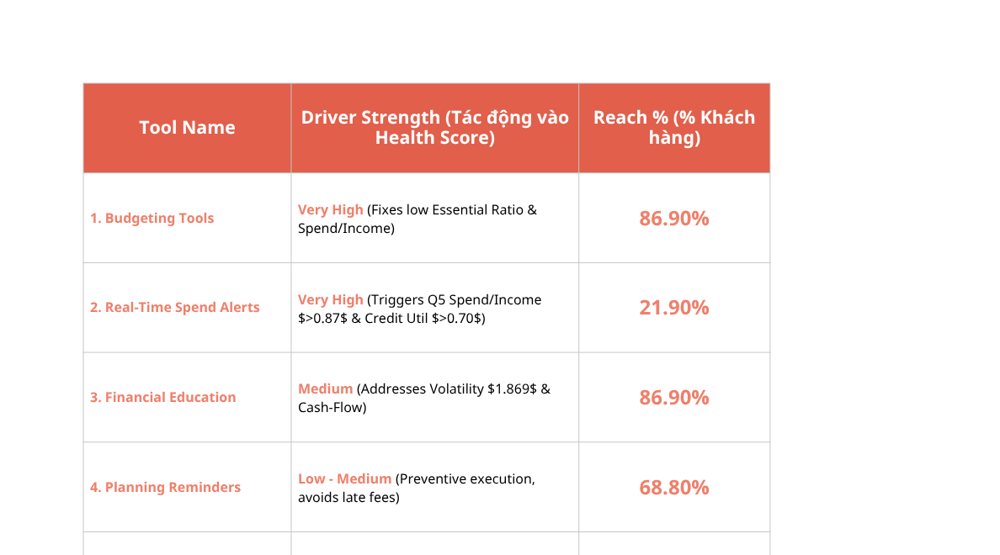 Tool Name
Driver Strength (Tác động vào
Health Score)
Reach % (% Khách
hàng)
1. Budgeting Tools
Very High (Fixes low Essential Ratio &
Spend/Income)
86.90%
2. Real-Time Spend Alerts
Very High (Triggers Q5 Spend/Income
$>0.87$ & Credit Util $>0.70$)
21.90%
3. Financial Education
Medium (Addresses Volatility $1.869$ &
Cash-Flow)
86.90%
4. Planning Reminders
Low - Medium (Preventive execution,
avoids late fees)
68.80%